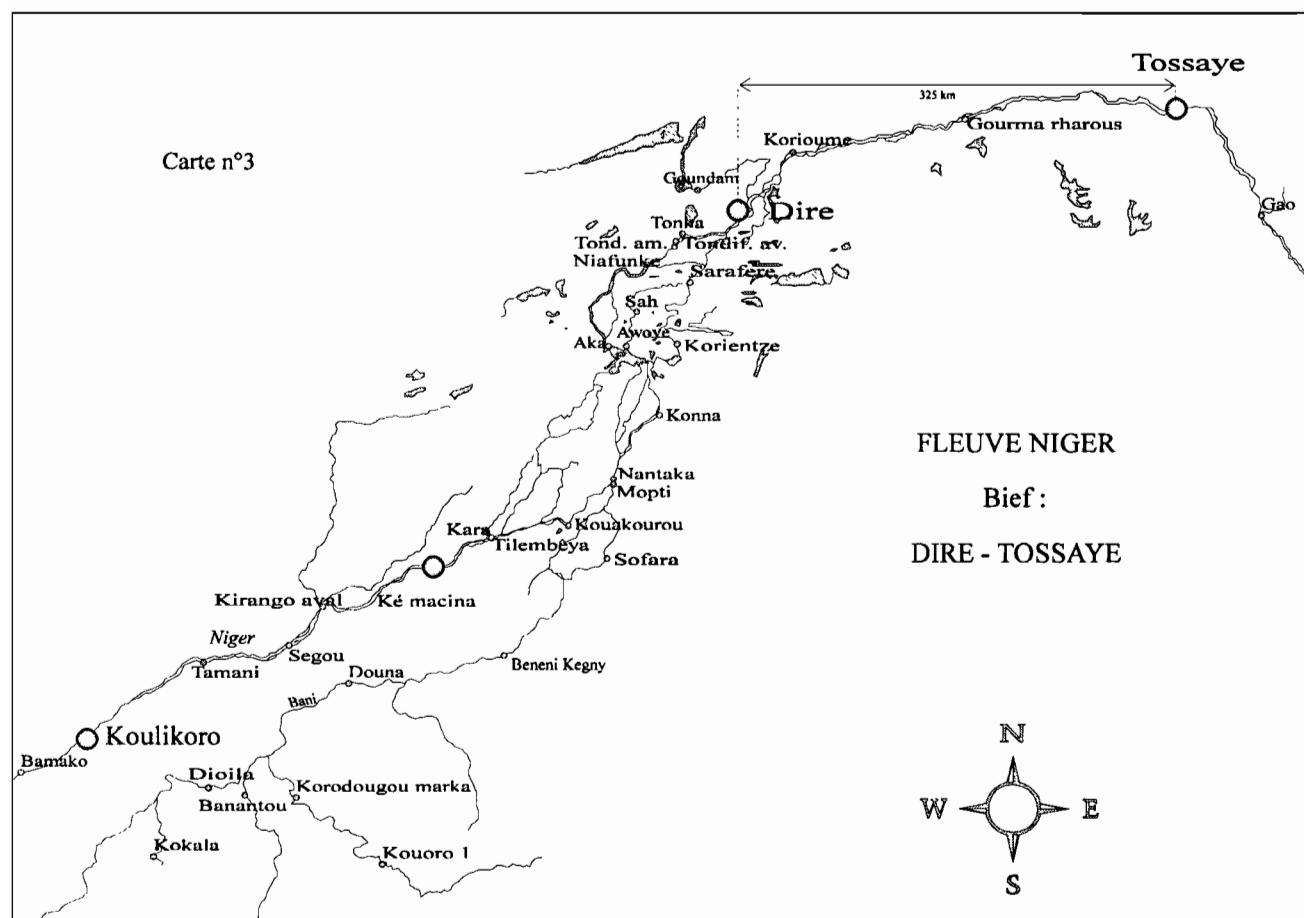 Tossaye
325 km
Gourma rharous
Korioume
Carte n°3
Goundam
Dire
Gao
Tonka
Tond. am. Tondif. av.
Niafunke
Sarafere
Sah
Awoye
Aka
Korientze
Konna
FLEUVE NIGER
Bief :
DIRE - TOSSAYE
Nantaka
Mopti
Kara
Kouakourou
Tilembeya
Sofara
Kirango aval
Ké macina
Niger
Segou
Tamani
Beneni Kegny
Douna
Bani
Koulikoro
Bamako
Dioila
Banantou
Korodougou marka
Kokala
Kouoro 1
N
W
E
S